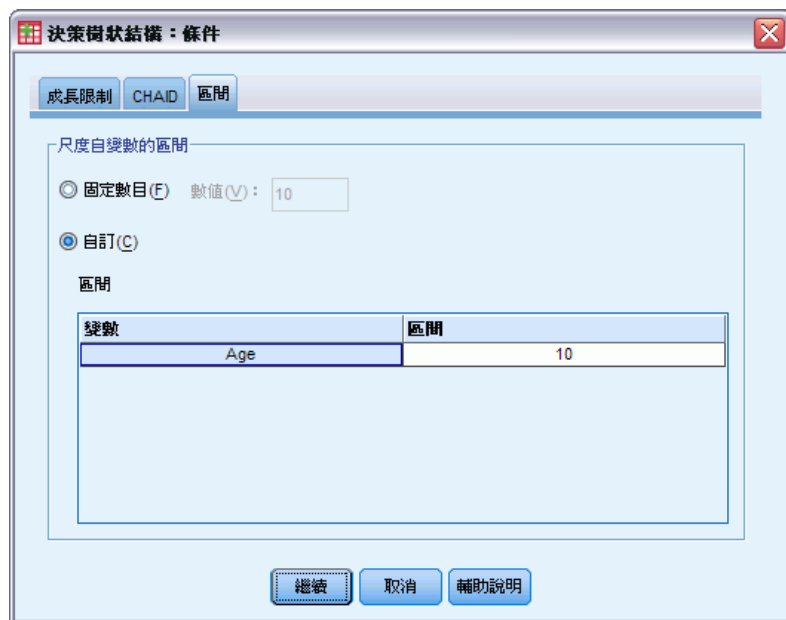 決策樹狀結構：條件
成長限制 CHAID 區間
尺度自變數的區間
固定數目(F) 數值(V)： 10
自訂(C)
區間
變數 區間
Age 10
繼續 取消 輔助說明